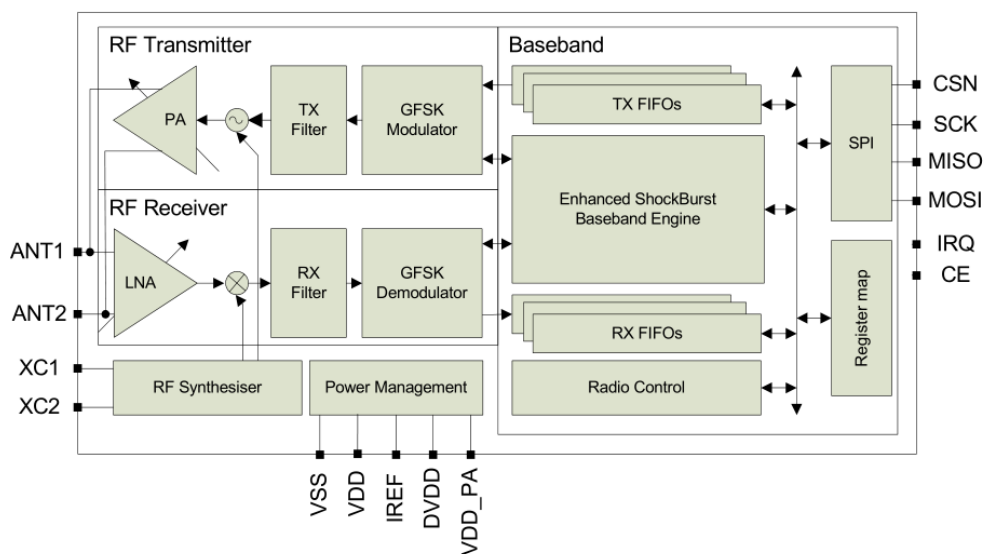 RF Transmitter
PA
TX
Filter
GFSK
Modulator
RF Receiver
LNA
RX
Filter
GFSK
Demodulator
RF Synthesiser
Power Management
Baseband
TX FIFOs
Enhanced ShockBurst
Baseband Engine
RX FIFOs
Radio Control
SPI
Register map
ANT1
ANT2
XC1
XC2
CSN
SCK
MISO
MOSI
IRQ
CE
VSS
VDD
IREF
DVDD
VDD_PA